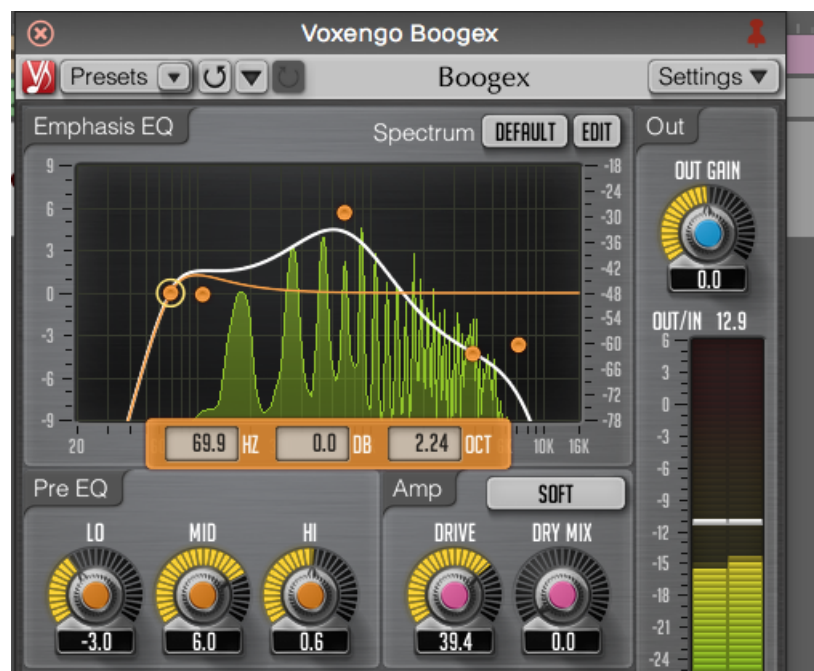 Voxengo Boogex
Presets
Boogex
Settings
Emphasis EQ
Spectrum DEFAULT EDIT
Out
OUT GAIN
0.0
OUT/IN 12.9
9
6
3
0
-3
-6
-9
-18
-24
-30
-36
-42
-48
-54
-60
-66
-72
-78
20
10K 16K
69.9 HZ 0.0 DB 2.24 OCT
6
3
0
-3
-6
-9
-12
-15
-18
-21
-24
Pre EQ
LO MID HI
-3.0 6.0 0.6
Amp SOFT
DRIVE DRY MIX
39.4 0.0